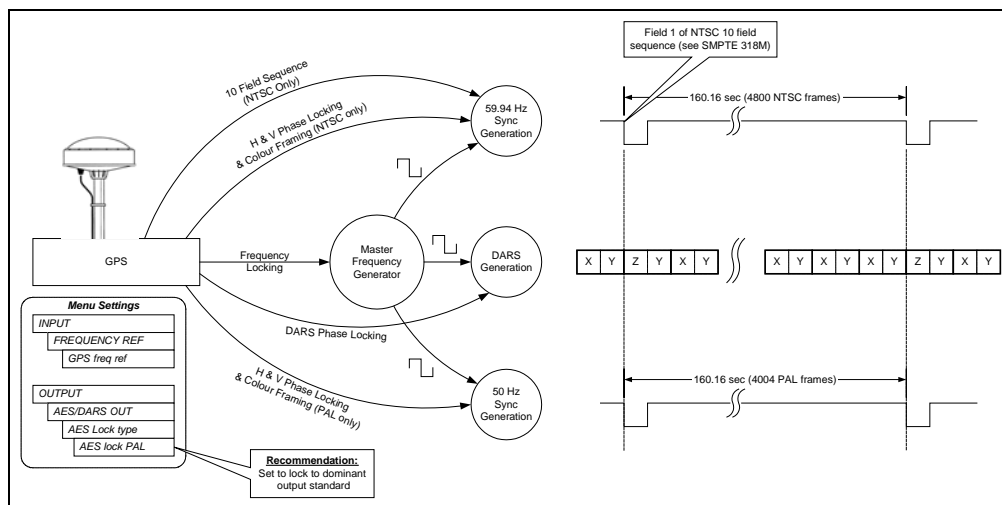 Field 1 of NTSC 10 field
sequence (see SMPTE 318M)
10 Field Sequence
(NTSC Only)
H & V Phase Locking
& Colour Framing (NTSC only)
59.94 Hz
Sync
Generation
160.16 sec (4800 NTSC frames)
GPS
Frequency
Locking
Master
Frequency
Generator
DARS
Generation
X Y Z Y X Y
X Y X Y X Y Z Y X Y
DARS Phase Locking
H & V Phase Locking
& Colour Framing (PAL only)
50 Hz
Sync
Generation
160.16 sec (4004 PAL frames)
Menu Settings
INPUT
FREQUENCY REF
GPS freq ref
OUTPUT
AES/DARS OUT
AES Lock type
AES lock PAL
Recommendation:
Set to lock to dominant
output standard